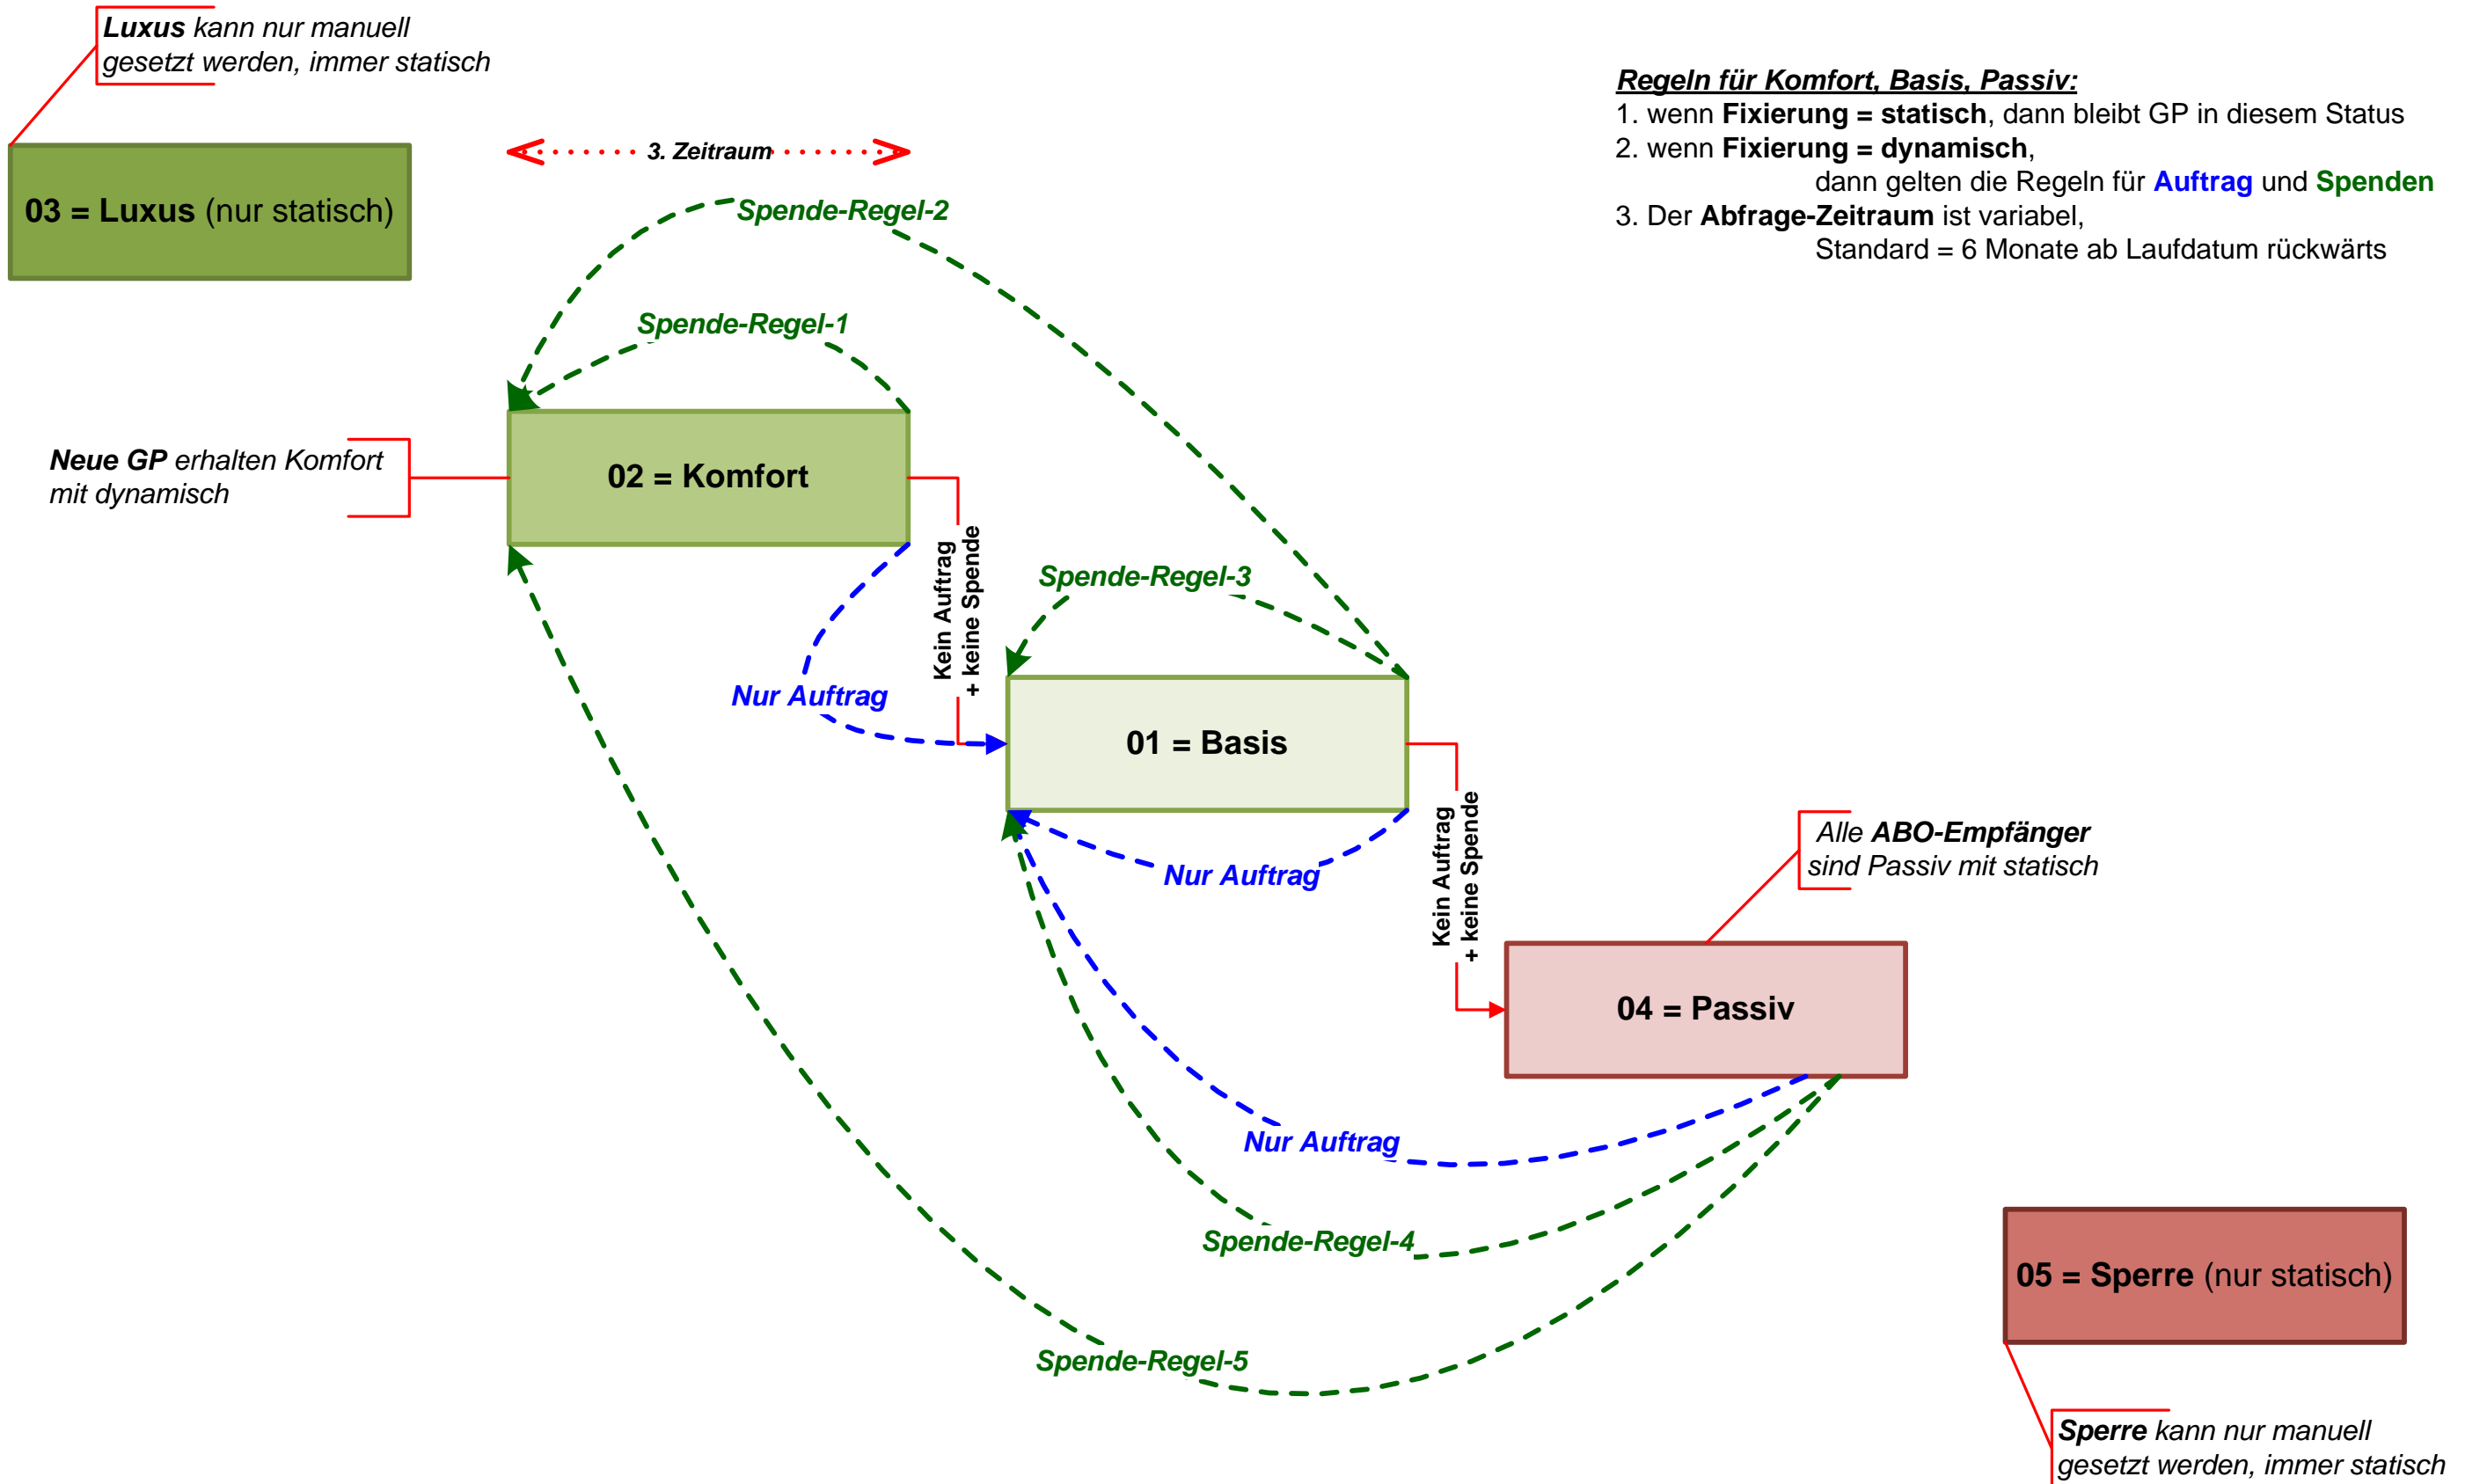 Luxus kann nur manuell
gesetzt werden, immer statisch
Regeln für Komfort, Basis, Passiv:
1. wenn Fixierung = statisch, dann bleibt GP in diesem Status
2. wenn Fixierung = dynamisch,
dann gelten die Regeln für Auftrag und Spenden
3. Der Abfrage-Zeitraum ist variabel,
Standard = 6 Monate ab Laufdatum rückwärts
3. Zeitraum
03 = Luxus (nur statisch)
Spende-Regel-2
Spende-Regel-1
Neue GP erhalten Komfort
mit dynamisch
02 = Komfort
Kein Auftrag
+ keine Spende
Spende-Regel-3
Nur Auftrag
01 = Basis
Kein Auftrag
+ keine Spende
Nur Auftrag
Alle ABO-Empfänger
sind Passiv mit statisch
04 = Passiv
Nur Auftrag
Spende-Regel-4
05 = Sperre (nur statisch)
Spende-Regel-5
Sperre kann nur manuell
gesetzt werden, immer statisch